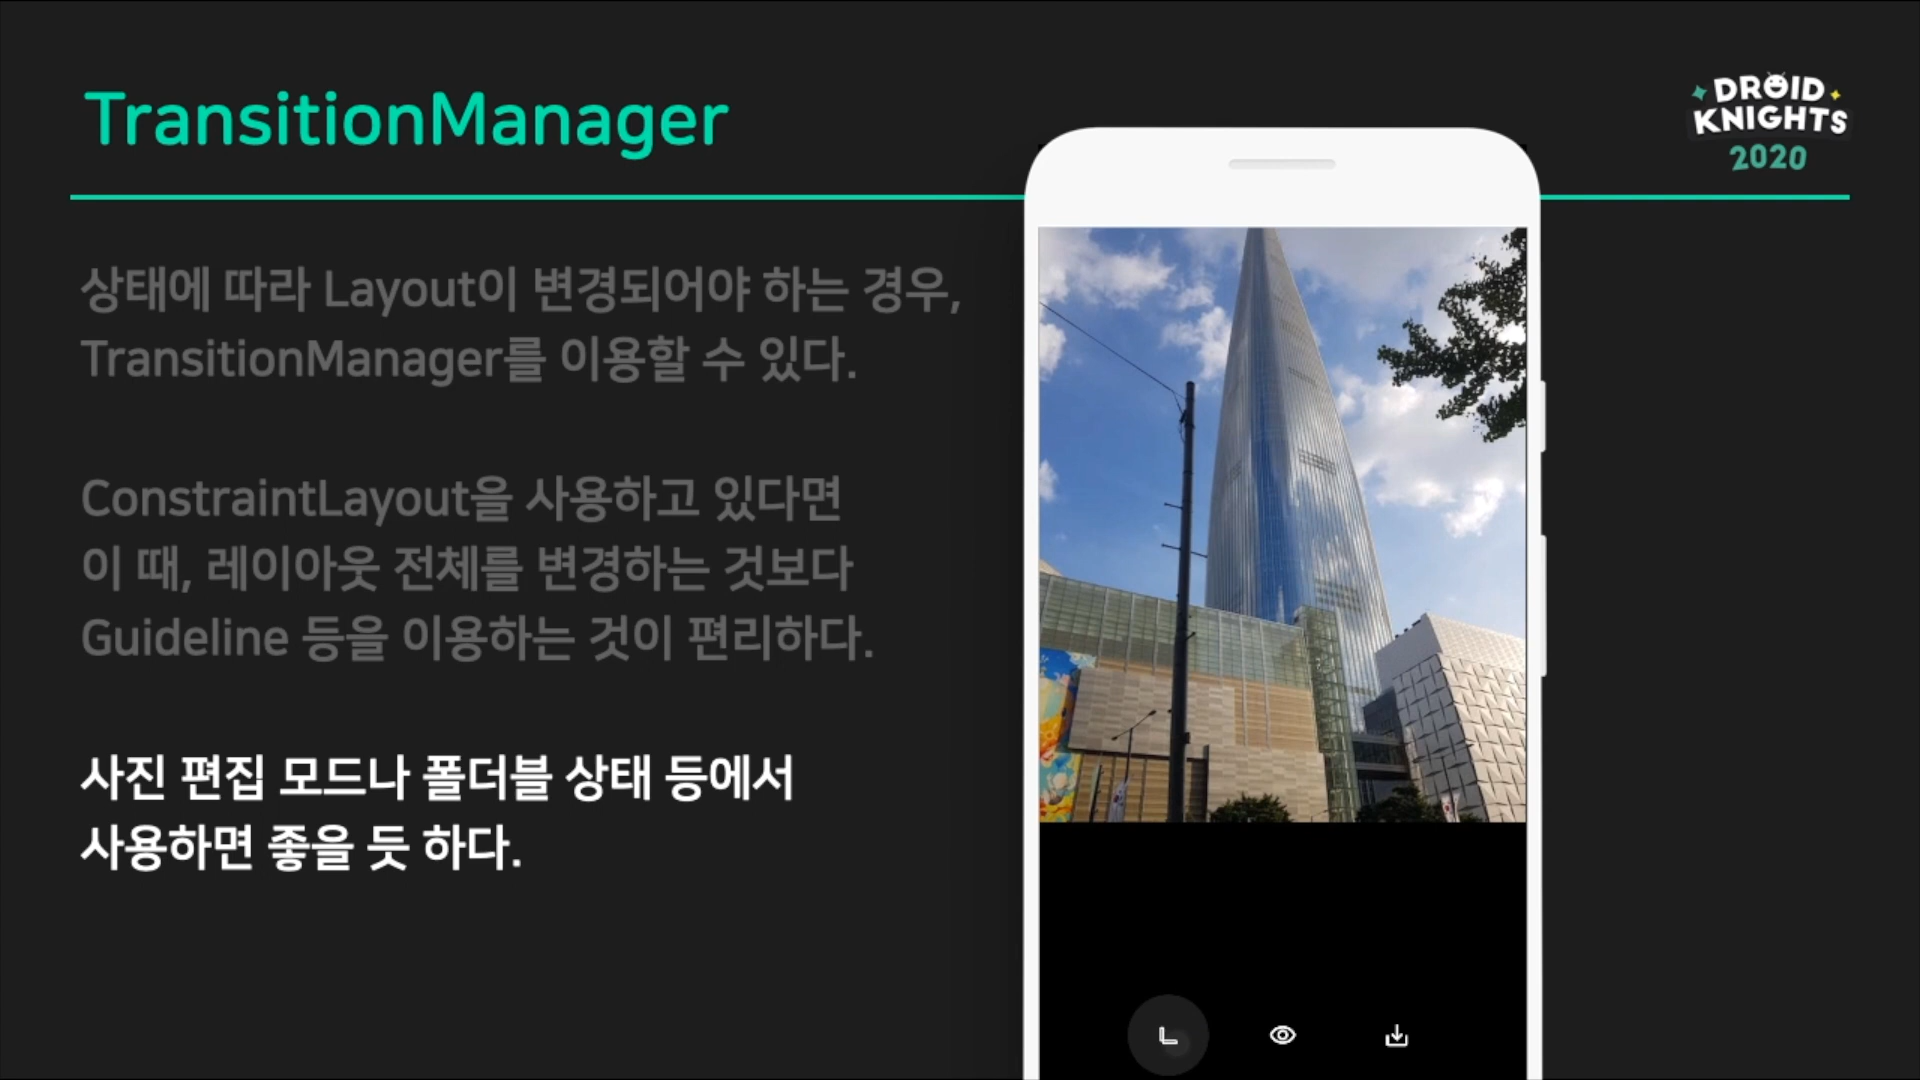 TransitionManager
DROID
KNIGHTS
2020
상태에 따라 Layout이 변경되어야 하는 경우,
TransitionManager를 이용할 수 있다.
ConstraintLayout을 사용하고 있다면
이 때, 레이아웃 전체를 변경하는 것보다
Guideline 등을 이용하는 것이 편리하다.
사진 편집 모드나 폴더블 상태 등에서
사용하면 좋을 듯 하다.